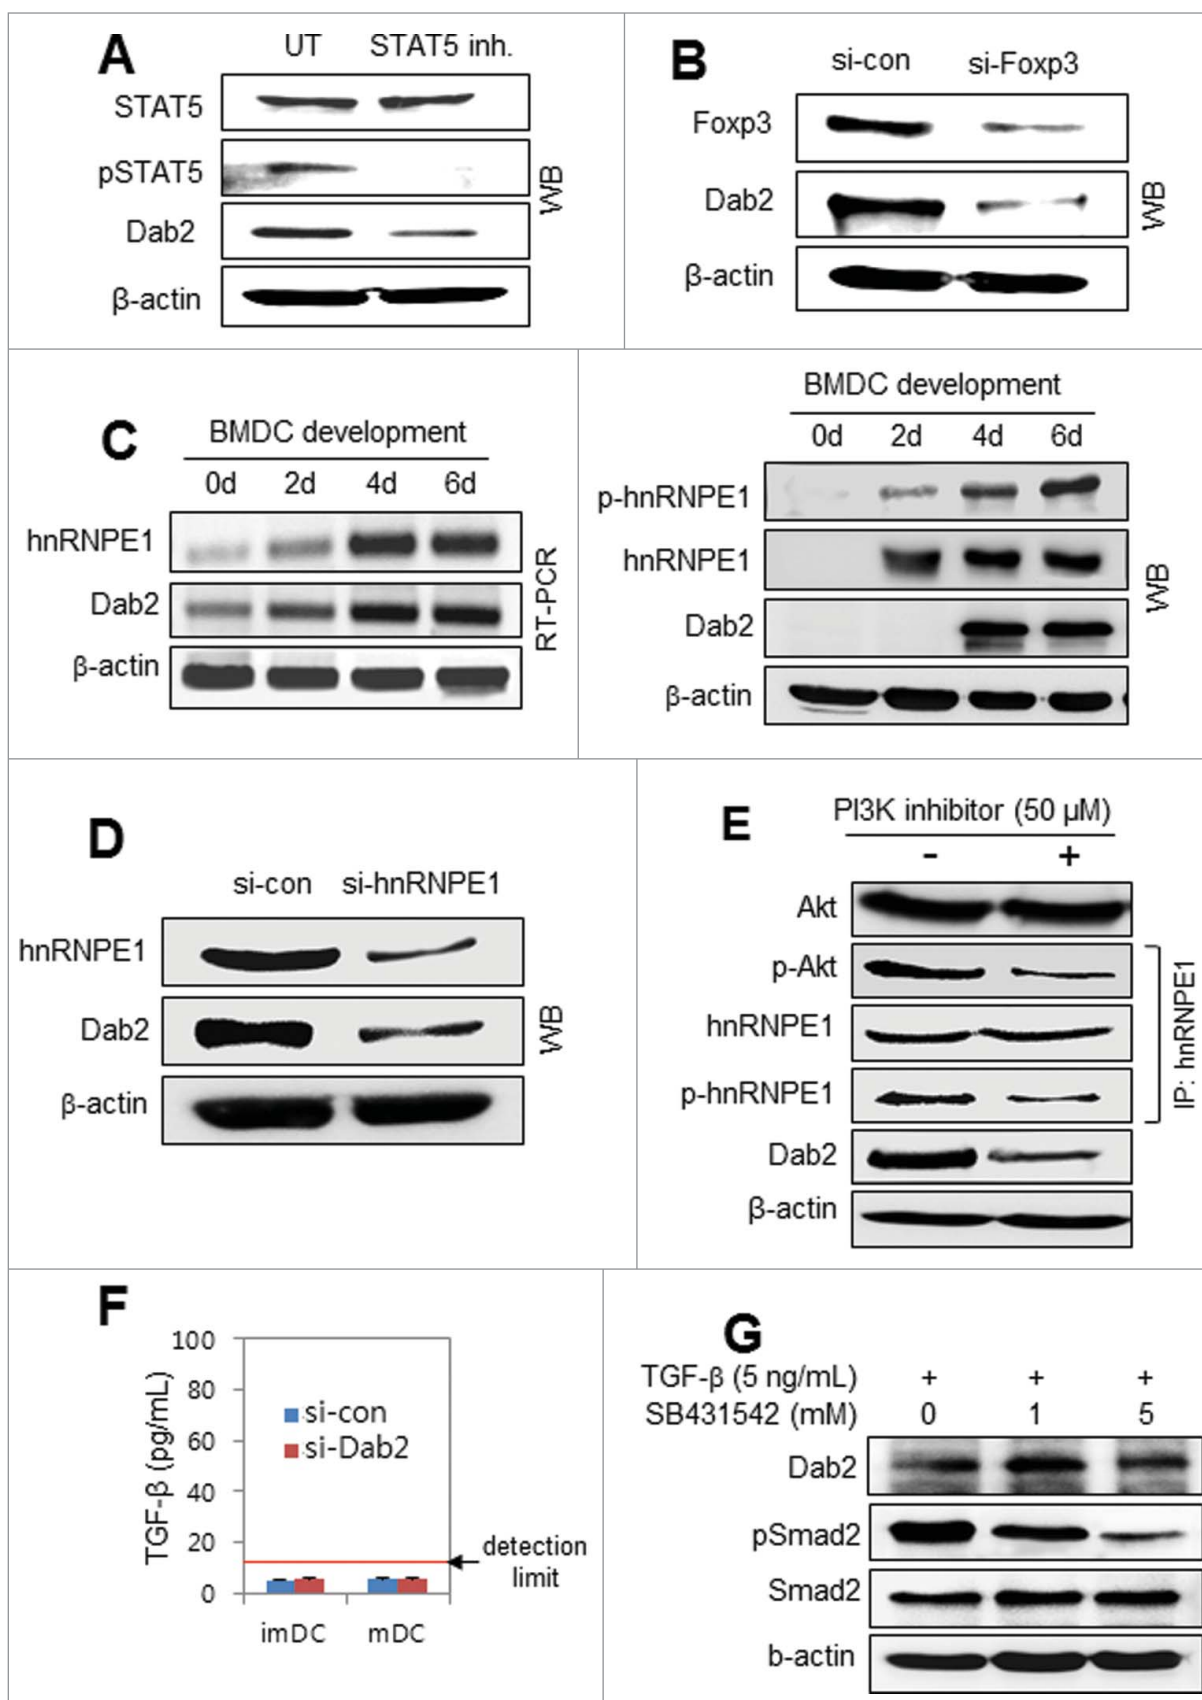 A
UT STAT5 inh.
STAT5
pSTAT5
Dab2
β-actin
WB
B
si-con si-Foxp3
Foxp3
Dab2
β-actin
WB
C
BMDC development
0d 2d 4d 6d
hnRNPE1
Dab2
β-actin
RT-PCR
BMDC development
0d 2d 4d 6d
p-hnRNPE1
hnRNPE1
Dab2
β-actin
WB
D
si-con si-hnRNPE1
hnRNPE1
Dab2
β-actin
WB
E
PI3K inhibitor (50 µM)
- +
Akt
p-Akt
hnRNPE1
p-hnRNPE1
Dab2
β-actin
IP: hnRNPE1
F
TGF-β (pg/mL)
100
80
60
40
20
0
si-con
si-Dab2
detection
limit
imDC mDC
G
TGF-β (5 ng/mL) + + +
SB431542 (mM) 0 1 5
Dab2
pSmad2
Smad2
b-actin